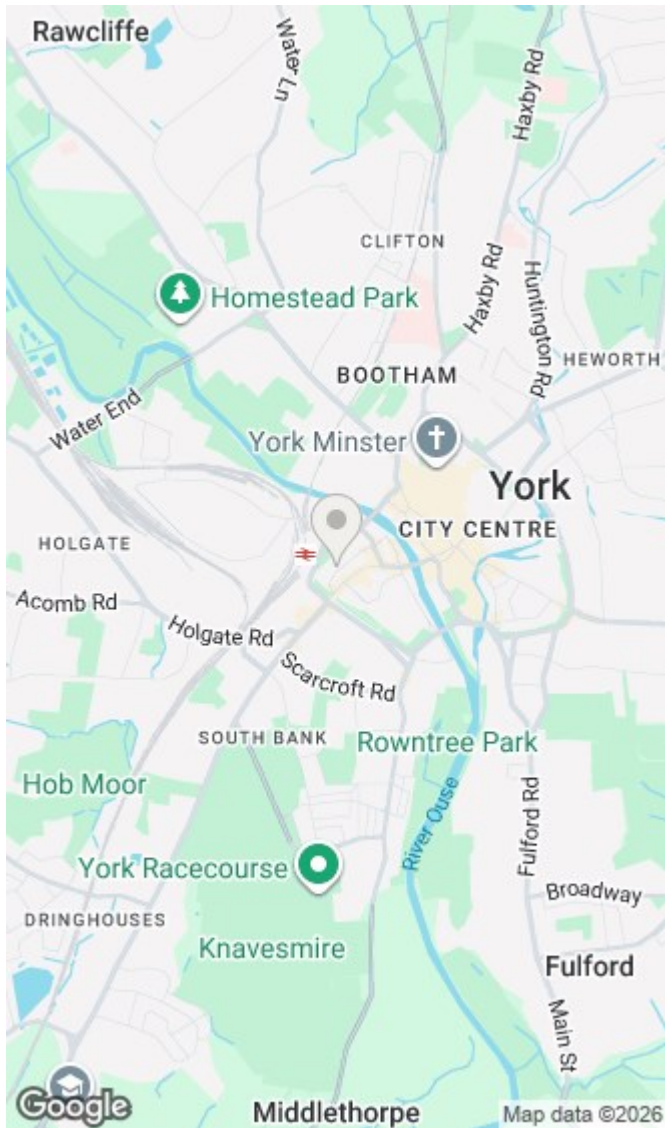 Rawcliffe
Water Ln
Haxby Rd
CLIFTON
Homestead Park
Haxby Rd
Huntington Rd
HEWORTH
BOOTHAM
Water End
York Minster
York
CITY CENTRE
HOLGATE
Acomb Rd
Holgate Rd
Scarcroft Rd
SOUTH BANK
Rowntree Park
Hob Moor
River Ouse
Fulford Rd
York Racecourse
Broadway
DRINGHOUSES
Knavesmire
Fulford
Main St
Google
Middlethorpe
Map data ©2026